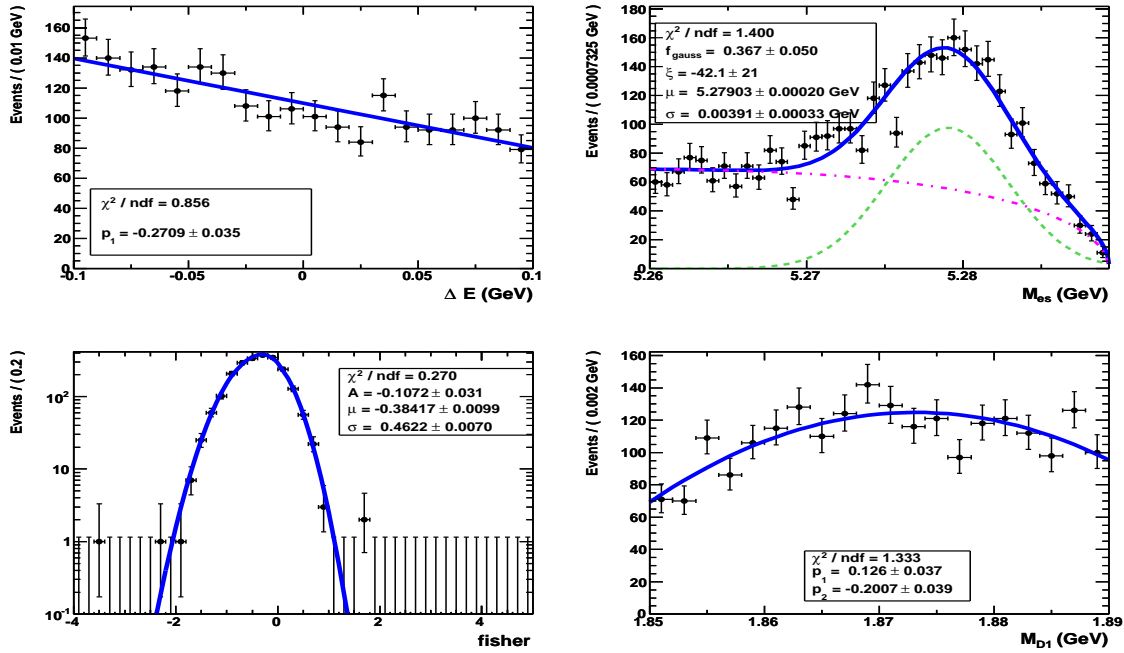 Events / ( 0.01 GeV )
160
140
120
100
80
60
40
20
0
χ² / ndf = 0.856
p₁ = -0.2709 ± 0.035
-0.1 -0.05 0 0.05 0.1
Δ E (GeV)
Events / ( 0.0007325 GeV )
180
160
140
120
100
80
60
40
20
0
χ² / ndf = 1.400
f_gauss = 0.367 ± 0.050
ξ = -42.1 ± 21
μ = 5.27903 ± 0.00020 GeV
σ = 0.00391 ± 0.00033 GeV
5.26 5.27 5.28
M_es (GeV)
Events / ( 0.2 )
10²
10
1
10⁻¹
χ² / ndf = 0.270
A = -0.1072 ± 0.031
μ = -0.38417 ± 0.0099
σ = 0.4622 ± 0.0070
-4 -2 0 2 4
fisher
Events / ( 0.002 GeV )
160
140
120
100
80
60
40
20
0
χ² / ndf = 1.333
p₁ = 0.126 ± 0.037
p₂ = -0.2007 ± 0.039
1.85 1.86 1.87 1.88 1.89
M_D1 (GeV)